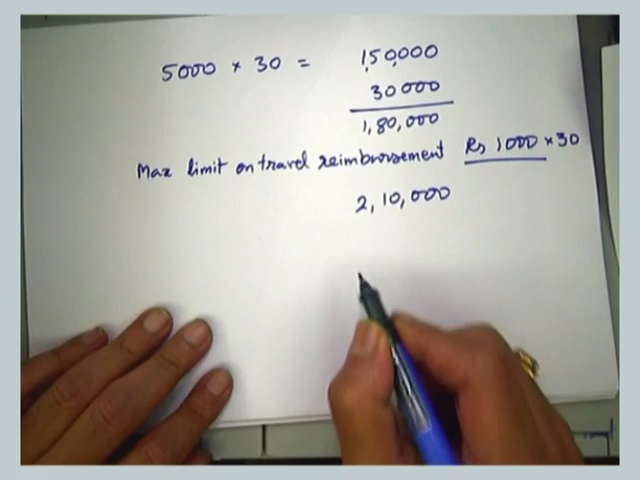 5000 × 30 = 1,50,000
30000
1,80,000
Max limit on travel reimbursement Rs 1000 × 30
2,10,000